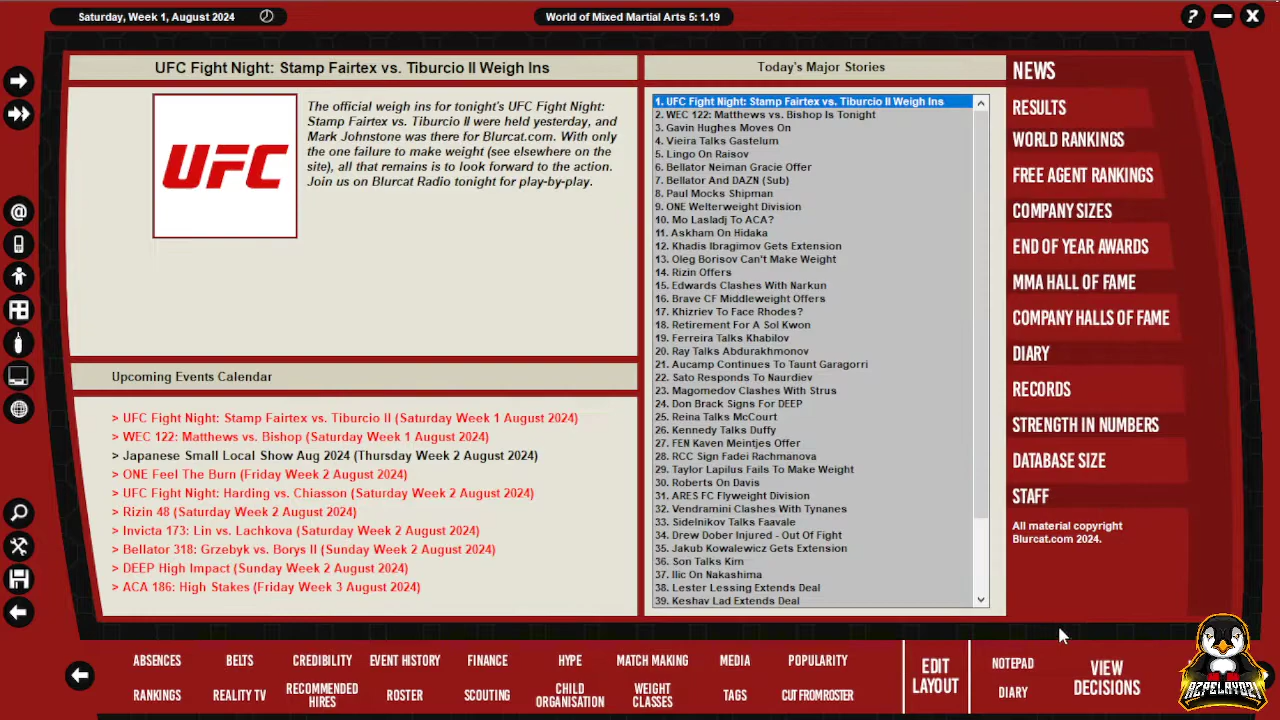 Saturday, Week 1, August 2024
World of Mixed Martial Arts 5: 1.19
?
X
UFC Fight Night: Stamp Fairtex vs. Tiburcio II Weigh Ins
UFC
The official weigh ins for tonight's UFC Fight Night:
Stamp Fairtex vs. Tiburcio II were held yesterday, and
Mark Johnstone was there for Blurcat.com. With only
the one failure to make weight (see elsewhere on the
site), all that remains is to look forward to the action.
Join us on Blurcat Radio tonight for play-by-play.
Upcoming Events Calendar
> UFC Fight Night: Stamp Fairtex vs. Tiburcio II (Saturday Week 1 August 2024)
> WEC 122: Matthews vs. Bishop (Saturday Week 1 August 2024)
> Japanese Small Local Show Aug 2024 (Thursday Week 2 August 2024)
> ONE Feel The Burn (Friday Week 2 August 2024)
> UFC Fight Night: Harding vs. Chiasson (Saturday Week 2 August 2024)
> Rizin 48 (Saturday Week 2 August 2024)
> Invicta 173: Lin vs. Lachkova (Saturday Week 2 August 2024)
> Bellator 318: Grzebyk vs. Borys II (Sunday Week 2 August 2024)
> DEEP High Impact (Sunday Week 2 August 2024)
> ACA 186: High Stakes (Friday Week 3 August 2024)
Today's Major Stories
1. UFC Fight Night: Stamp Fairtex vs. Tiburcio II Weigh Ins
2. WEC 122: Matthews vs. Bishop Is Tonight
3. Gavin Hughes Moves On
4. Vieira Talks Gastelum
5. Lingo On Raisov
6. Bellator Neiman Gracie Offer
7. Bellator And DAZN (Sub)
8. Paul Mocks Shipman
9. ONE Welterweight Division
10. Mo Lasladj To ACA?
11. Askham On Hidaka
12. Khadis Ibragimov Gets Extension
13. Oleg Borisov Can't Make Weight
14. Rizin Offers
15. Edwards Clashes With Narkun
16. Brave CF Middleweight Offers
17. Khizriev To Face Rhodes?
18. Retirement For A Sol Kwon
19. Ferreira Talks Khabilov
20. Ray Talks Abdurakhmonov
21. Aucamp Continues To Taunt Garagorri
22. Sato Responds To Naurdiev
23. Magomedov Clashes With Strus
24. Don Brack Signs For DEEP
25. Reina Talks McCourt
26. Kennedy Talks Duffy
27. FEN Kaven Meintjes Offer
28. RCC Sign Fadei Rachmanova
29. Taylor Lapilus Fails To Make Weight
30. Roberts On Davis
31. ARES FC Flyweight Division
32. Vendramini Clashes With Tynanes
33. Sidelnikov Talks Faavale
34. Drew Dober Injured - Out Of Fight
35. Jakub Kowalewicz Gets Extension
36. Son Talks Kim
37. Ilic On Nakashima
38. Lester Lessing Extends Deal
39. Keshav Lad Extends Deal
NEWS
RESULTS
WORLD RANKINGS
FREE AGENT RANKINGS
COMPANY SIZES
END OF YEAR AWARDS
MMA HALL OF FAME
COMPANY HALLS OF FAME
DIARY
RECORDS
STRENGTH IN NUMBERS
DATABASE SIZE
STAFF
All material copyright
Blurcat.com 2024.
@
ABSENCES BELTS CREDIBILITY EVENT HISTORY FINANCE HYPE MATCH MAKING MEDIA POPULARITY
RANKINGS REALITY TV RECOMMENDED HIRES ROSTER SCOUTING CHILD ORGANISATION WEIGHT CLASSES TAGS CUT FROM ROSTER
EDIT
LAYOUT
NOTEPAD
DIARY
VIEW
DECISIONS
ACPELAYO21